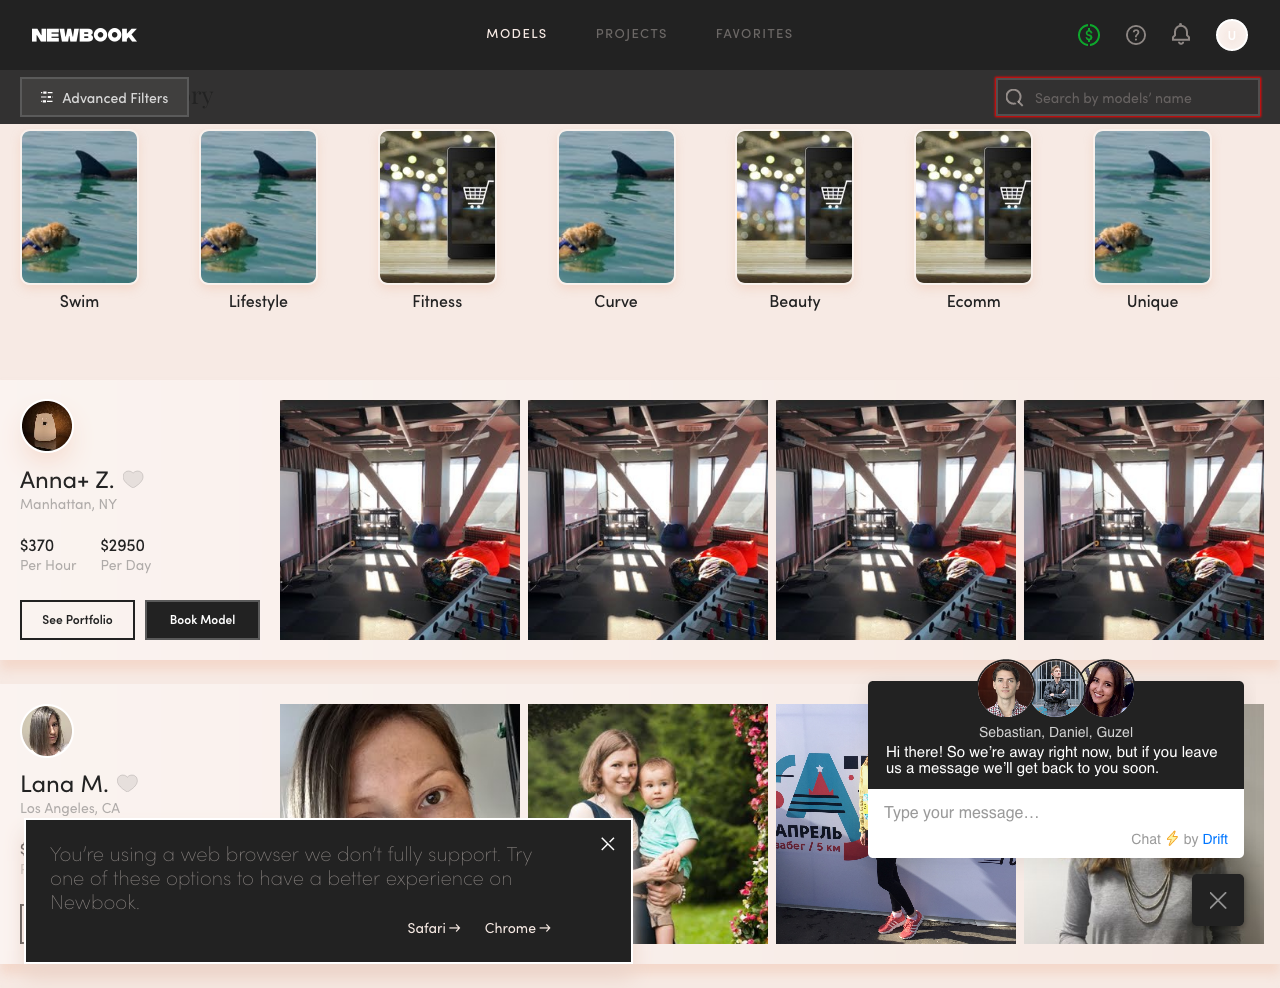 NEWBOOK
Models
Projects
Favorites
U
Advanced Filters
ry
Search by models’ name
Swim
Lifestyle
Fitness
Curve
Beauty
Ecomm
Unique
Anna+ Z.
Manhattan, NY
$370
$2950
Per Hour
Per Day
See Portfolio
Book Model
Lana M.
Los Angeles, CA
АПРЕЛЬ
забег / 5 км
Sebastian, Daniel, Guzel
Hi there! So we’re away right now, but if you leave
us a message we’ll get back to you soon.
Type your message…
Chat ⚡ by Drift
You’re using a web browser we don’t fully support. Try
one of these options to have a better experience on
Newbook.
Safari →
Chrome →